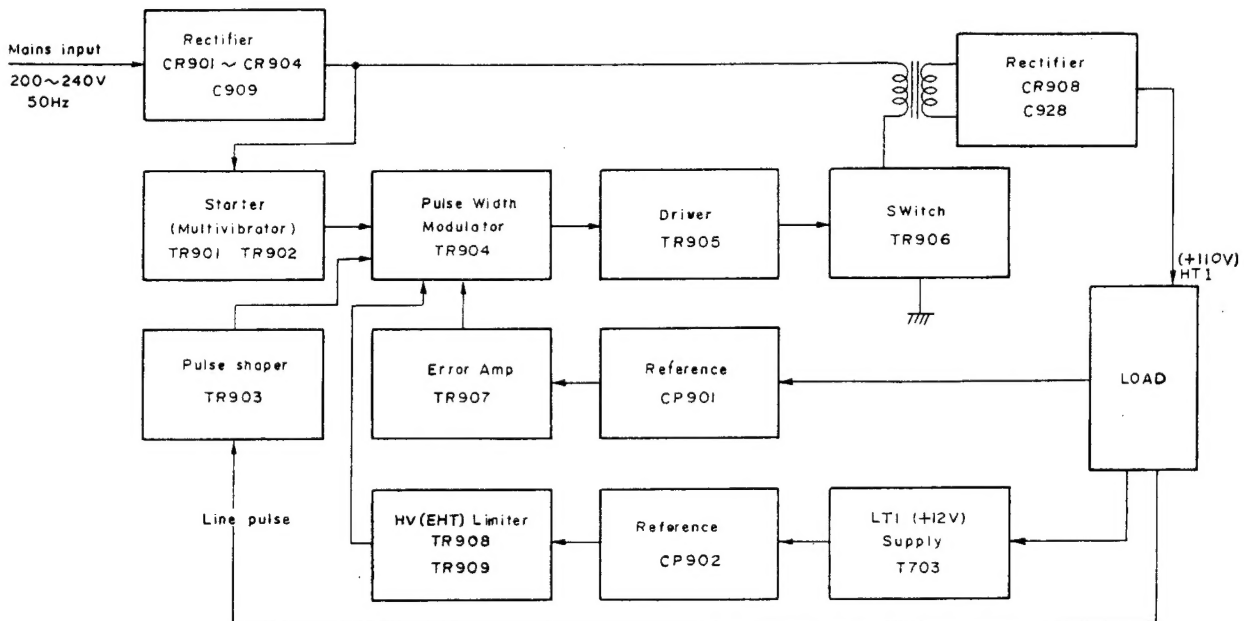 Mains input
200~240V
50Hz
Rectifier
CR901 ~ CR904
C909
Rectifier
CR908
C928
Starter
(Multivibrator)
TR901 TR902
Pulse Width
Modulator
TR904
Driver
TR905
SWitch
TR906
(+110V)
HT1
Pulse shaper
TR903
Error Amp
TR907
Reference
CP901
LOAD
Line pulse
HV(EHT) Limiter
TR908
TR909
Reference
CP902
LT1 (+12V)
Supply
T703